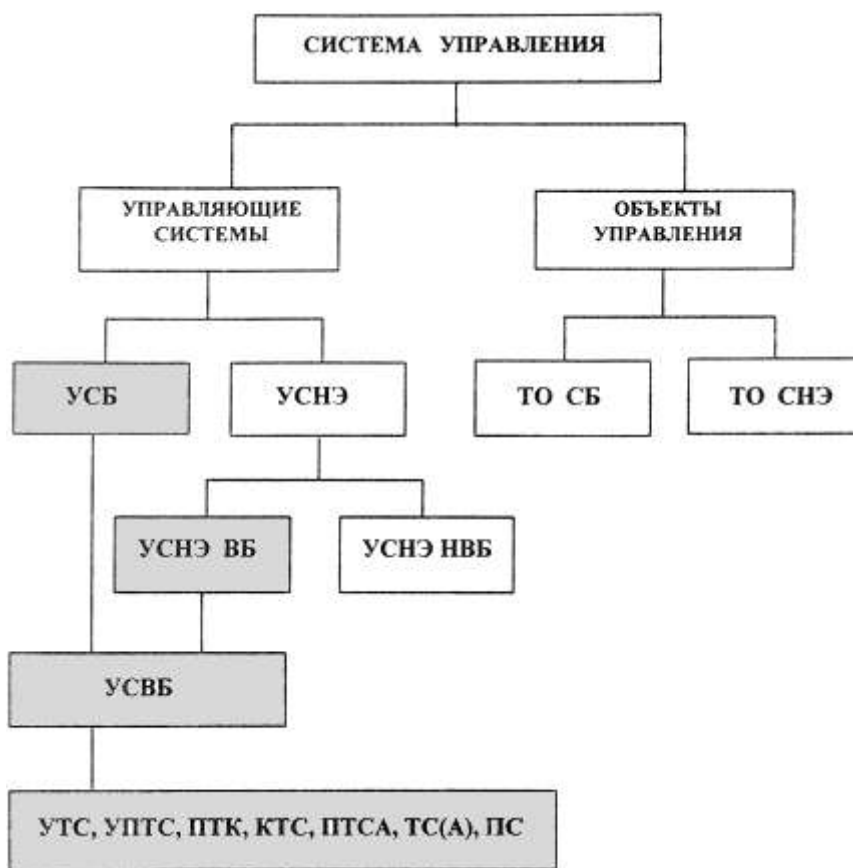 СИСТЕМА УПРАВЛЕНИЯ
УПРАВЛЯЮЩИЕ
СИСТЕМЫ
ОБЪЕКТЫ
УПРАВЛЕНИЯ
УСБ
УСНЭ
ТО СБ
ТО СНЭ
УСНЭ ВБ
УСНЭ НВБ
УСВБ
УТС, УПТС, ПТК, КТС, ПТСА, ТС(А), ПС